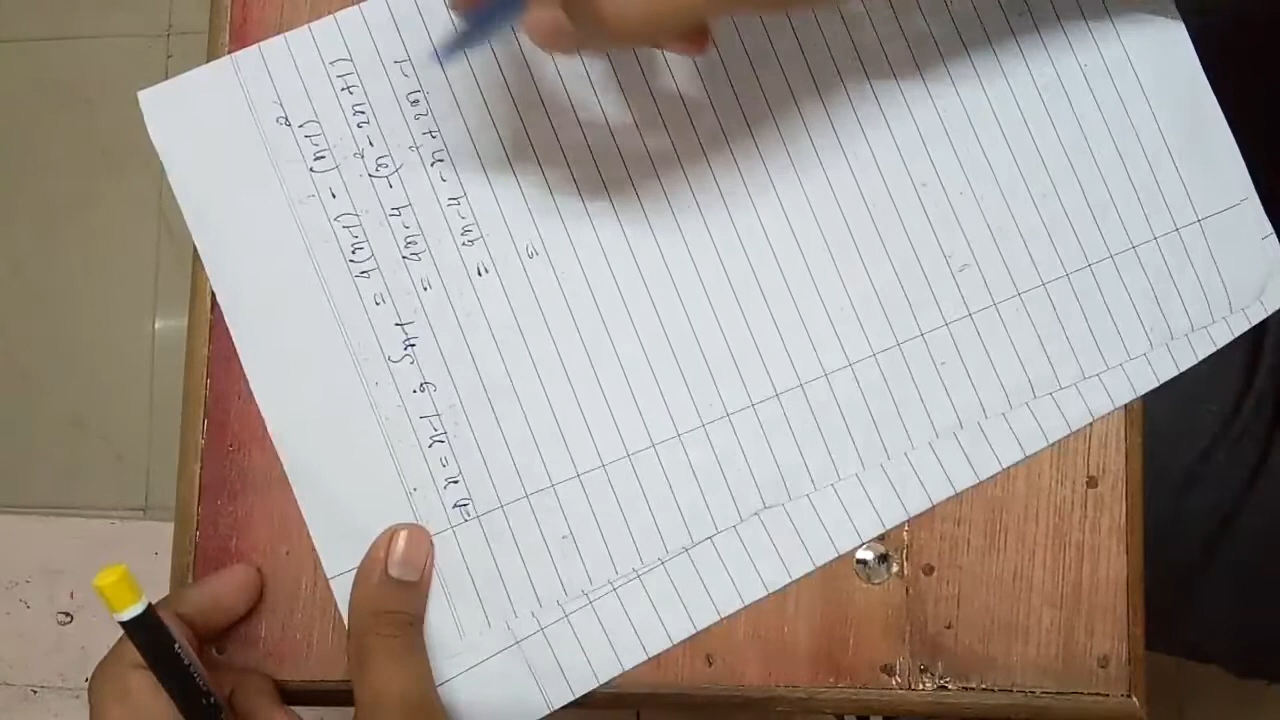 ⇒ n = n-1 ; Sn-1 = 4(n-1) - (n-1)²
= 4n-4 - (n² - 2n + 1)
= 4n-4 - n² + 2n - 1
=